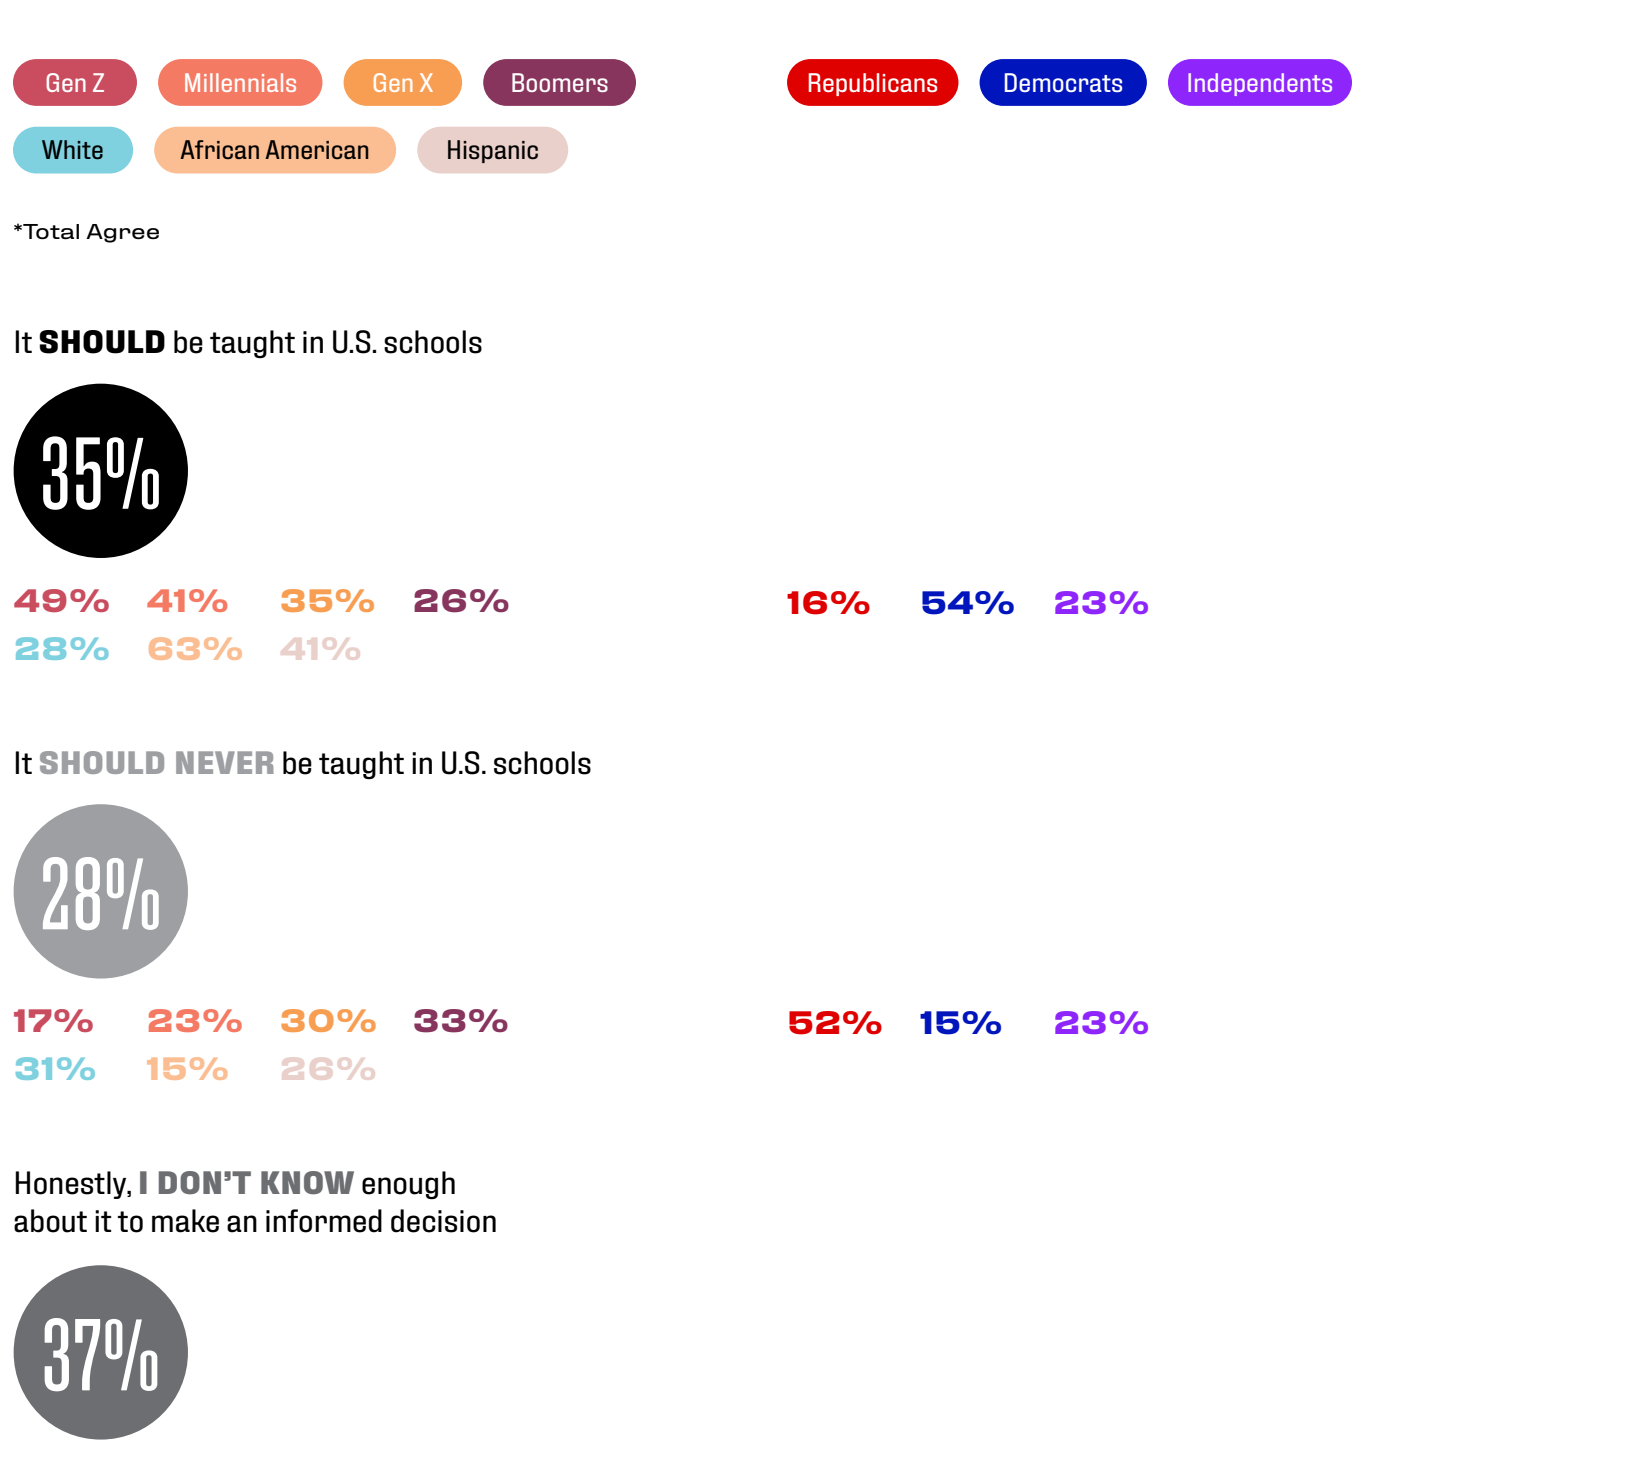 Gen Z Millennials Gen X Boomers Republicans Democrats Independents
White African American Hispanic
*Total Agree
It SHOULD be taught in U.S. schools
35%
49% 41% 35% 26% 16% 54% 23%
28% 63% 41%
It SHOULD NEVER be taught in U.S. schools
28%
17% 23% 30% 33% 52% 15% 23%
31% 15% 26%
Honestly, I DON’T KNOW enough
about it to make an informed decision
37%